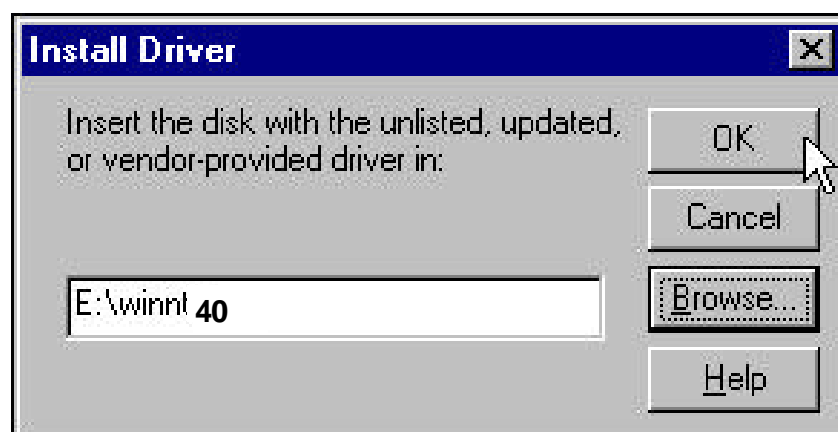 Install Driver
Insert the disk with the unlisted, updated,
or vendor-provided driver in:
OK
Cancel
E:\winnt 40
Browse...
Help